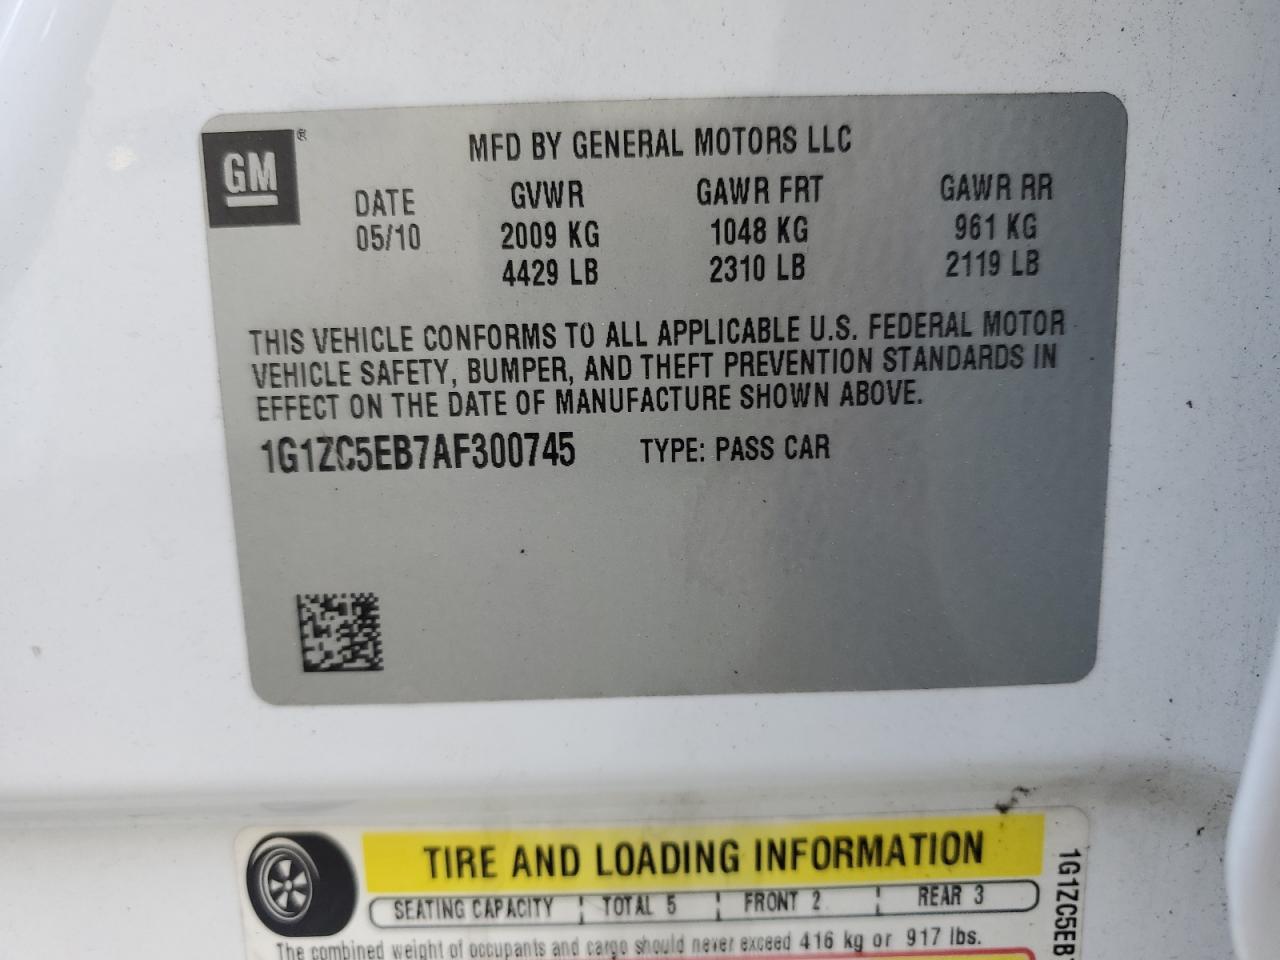 GM ®
MFD BY GENERAL MOTORS LLC
DATE GVWR GAWR FRT GAWR RR
05/10 2009 KG 1048 KG 961 KG
4429 LB 2310 LB 2119 LB
THIS VEHICLE CONFORMS TO ALL APPLICABLE U.S. FEDERAL MOTOR
VEHICLE SAFETY, BUMPER, AND THEFT PREVENTION STANDARDS IN
EFFECT ON THE DATE OF MANUFACTURE SHOWN ABOVE.
1G1ZC5EB7AF300745 TYPE: PASS CAR
TIRE AND LOADING INFORMATION
SEATING CAPACITY TOTAL 5 FRONT 2 REAR 3
The combined weight of occupants and cargo should never exceed 416 kg or 917 lbs.
1G1ZC5EB